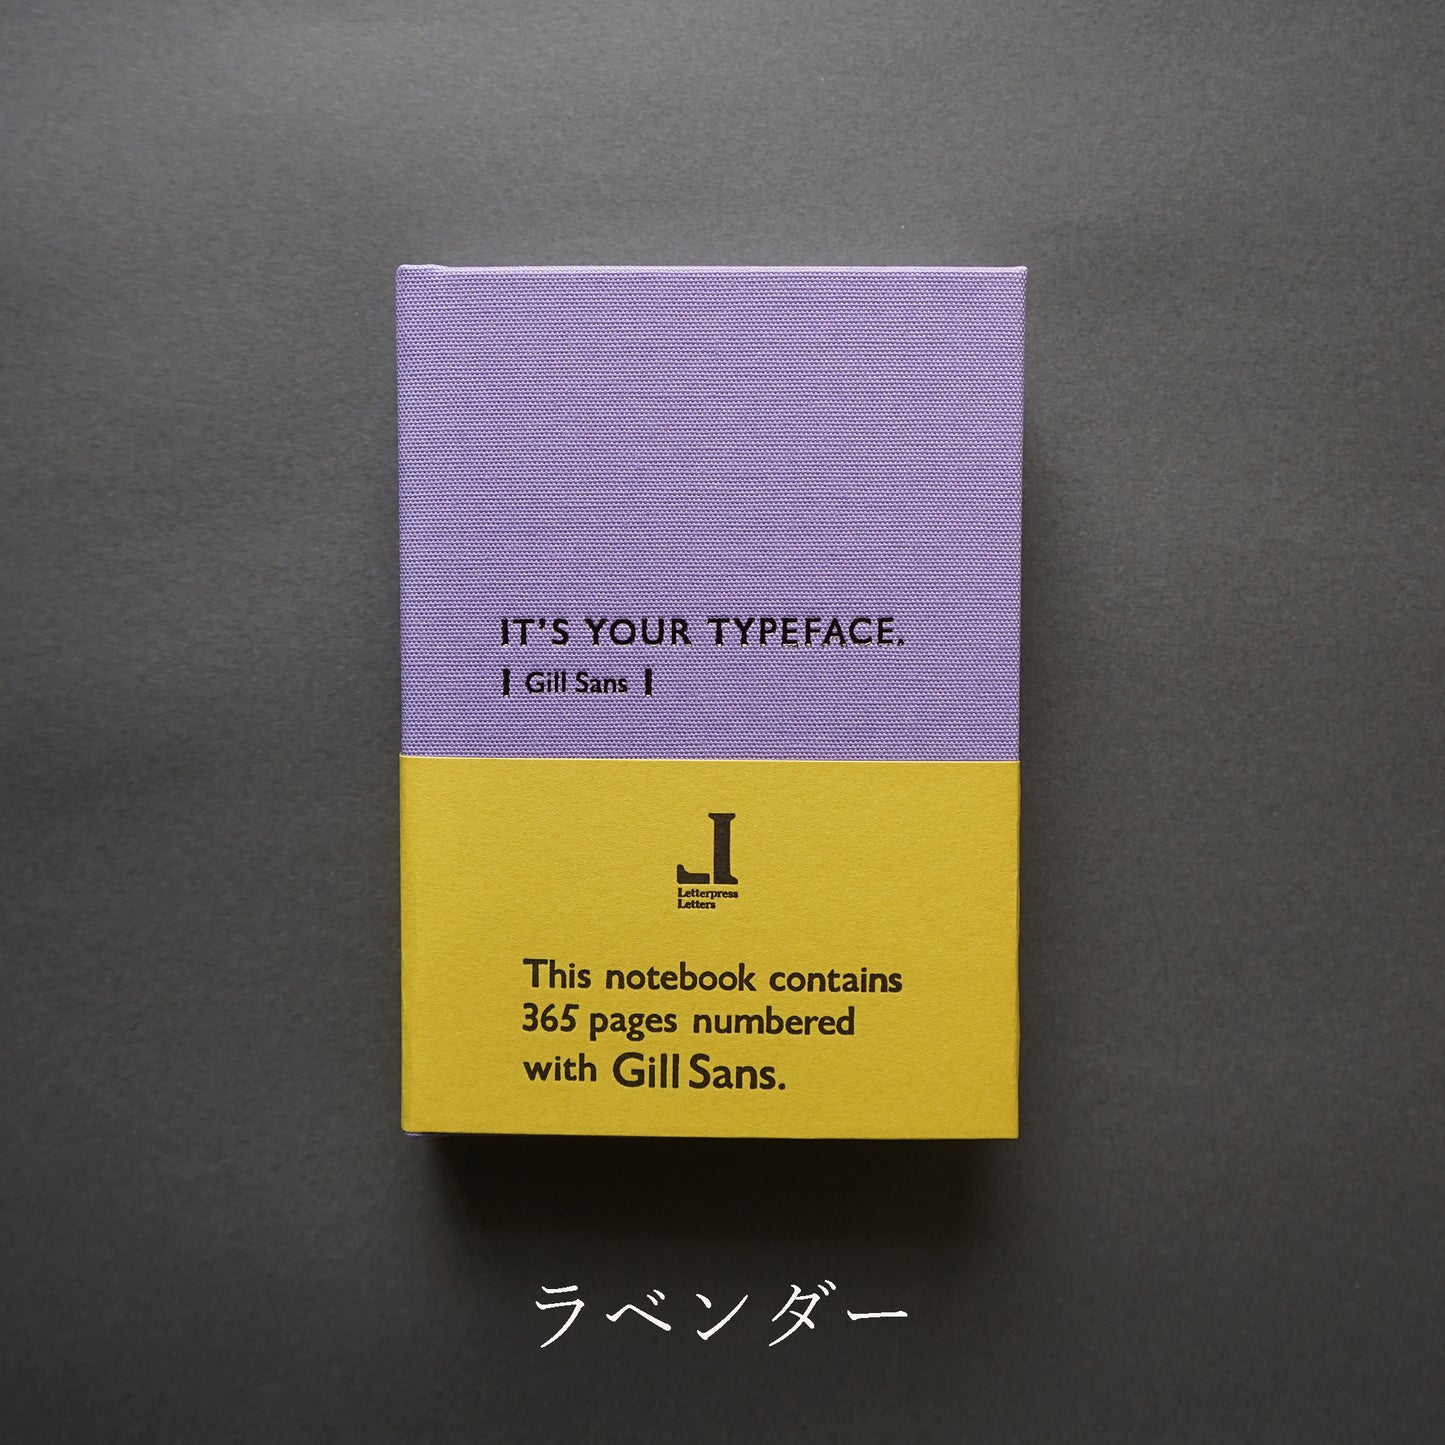 IT'S YOUR TYPEFACE.
Gill Sans
Letterpress
Letters
This notebook contains
365 pages numbered
with Gill Sans.
ラベンダー